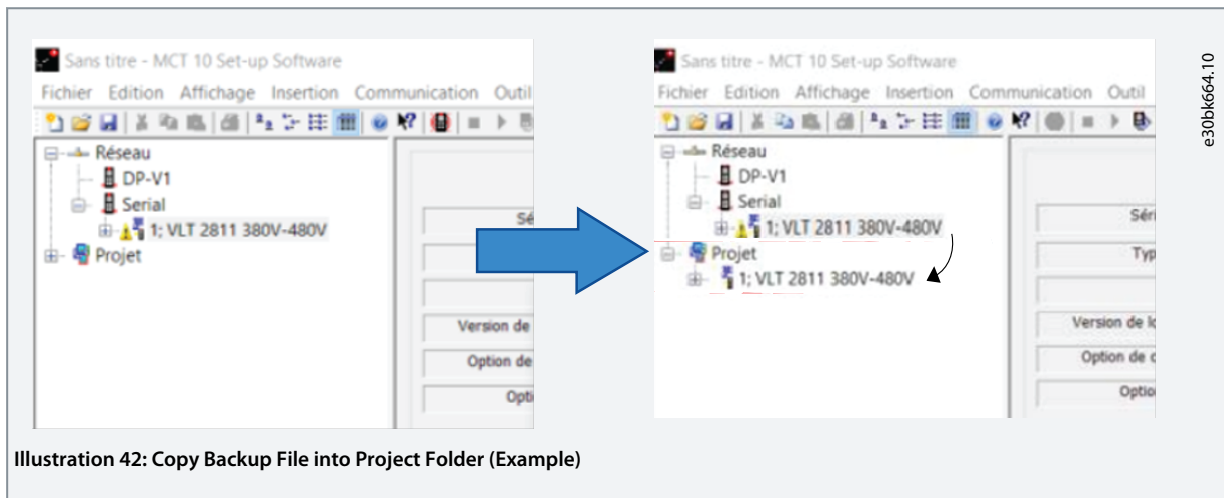 Sans titre - MCT 10 Set-up Software
Fichier Edition Affichage Insertion Communication Outil
Réseau
DP-V1
Serial
1; VLT 2811 380V-480V
Projet
Sé
Version de
Option de
Opti
Sans titre - MCT 10 Set-up Software
Fichier Edition Affichage Insertion Communication Outil
Réseau
DP-V1
Serial
1; VLT 2811 380V-480V
Projet
1; VLT 2811 380V-480V
Séri
Typ
Version de lo
Option de c
Optio
e30bk664.10
Illustration 42: Copy Backup File into Project Folder (Example)